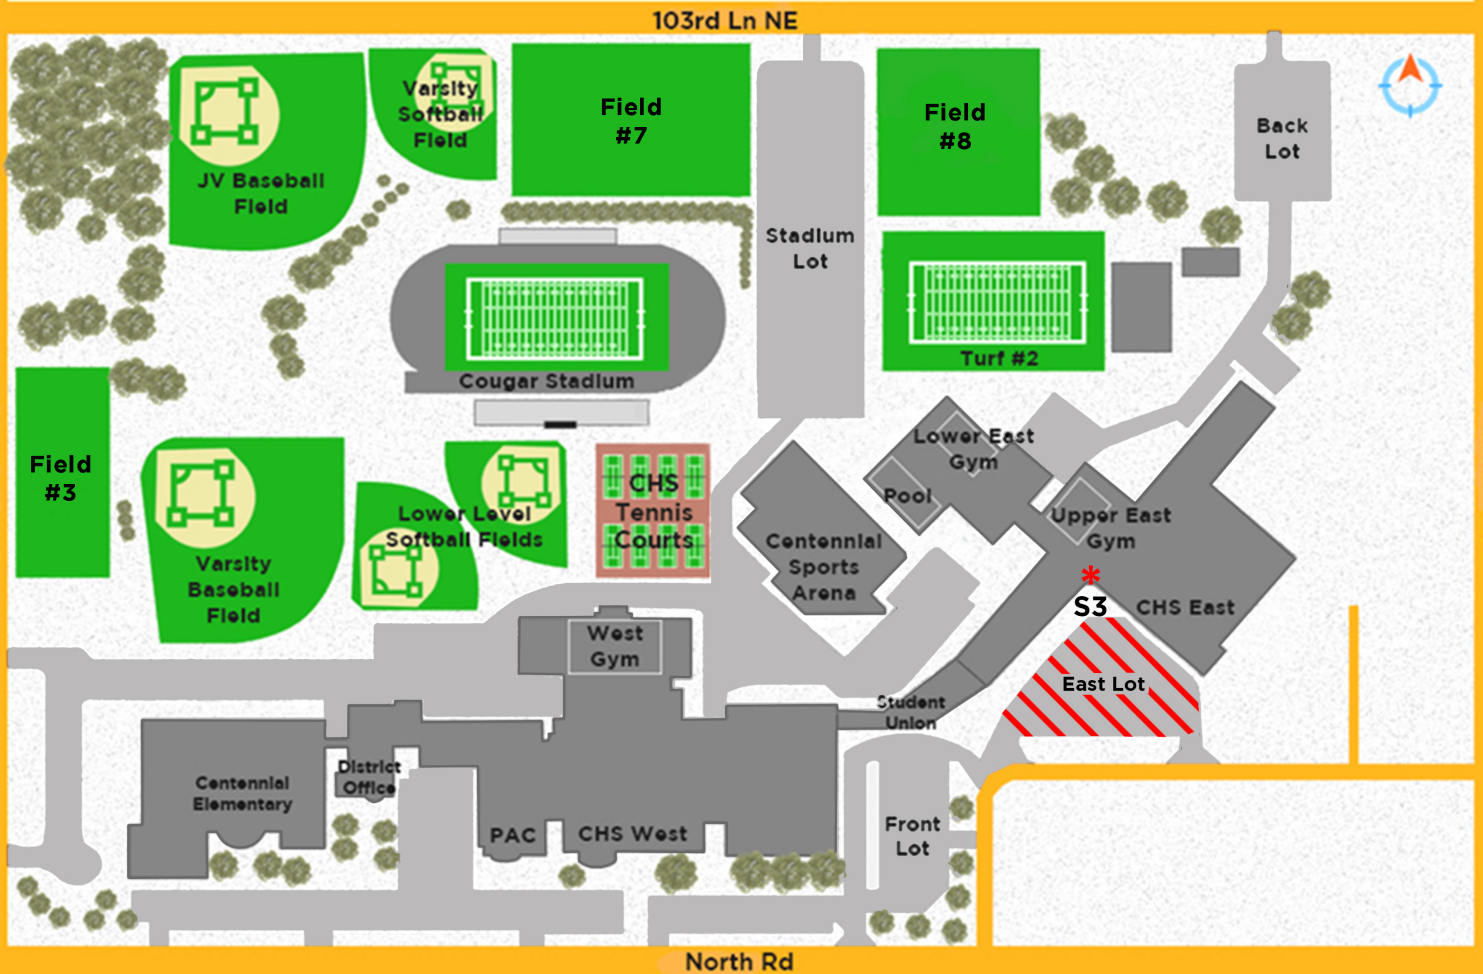 103rd Ln NE
Varsity
Softball
Field
Field
#7
Field
#8
Back
Lot
JV Baseball
Field
Stadium
Lot
Turf #2
Cougar Stadium
Lower East
Gym
Field
#3
Pool
CHS
Tennis
Courts
Lower Level
Softball Fields
Upper East
Gym
Centennial
Sports
Arena
Varsity
Baseball
Field
*
S3
CHS East
West
Gym
East Lot
Student
Union
District
Office
Centennial
Elementary
PAC
CHS West
Front
Lot
North Rd